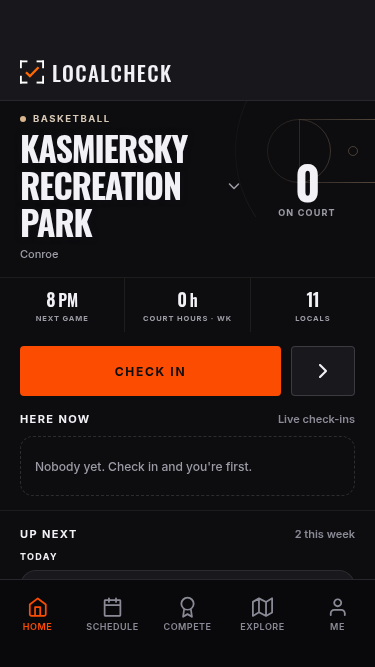 LOCALCHECK
BASKETBALL
KASMIERSKY
RECREATION
PARK
0
ON COURT
Conroe
8 PM
NEXT GAME
0 h
COURT HOURS · WK
11
LOCALS
CHECK IN
HERE NOW
Live check-ins
Nobody yet. Check in and you're first.
UP NEXT
2 this week
TODAY
HOME
SCHEDULE
COMPETE
EXPLORE
ME